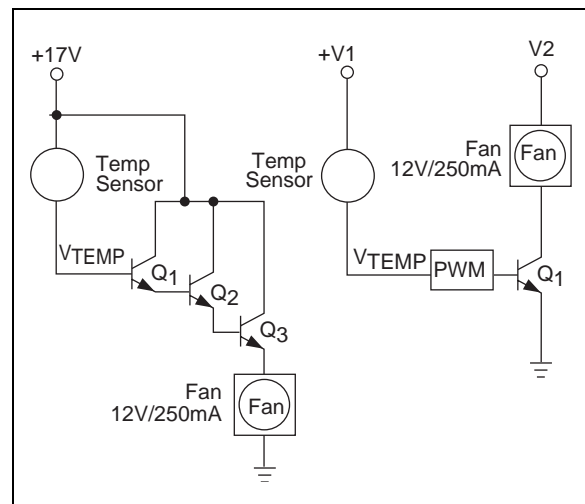 +17V
Temp
Sensor
VTEMP
Q1
Q2
Q3
Fan
12V/250mA
Fan
+V1
V2
Fan
12V/250mA
Fan
Temp
Sensor
VTEMP
PWM
Q1